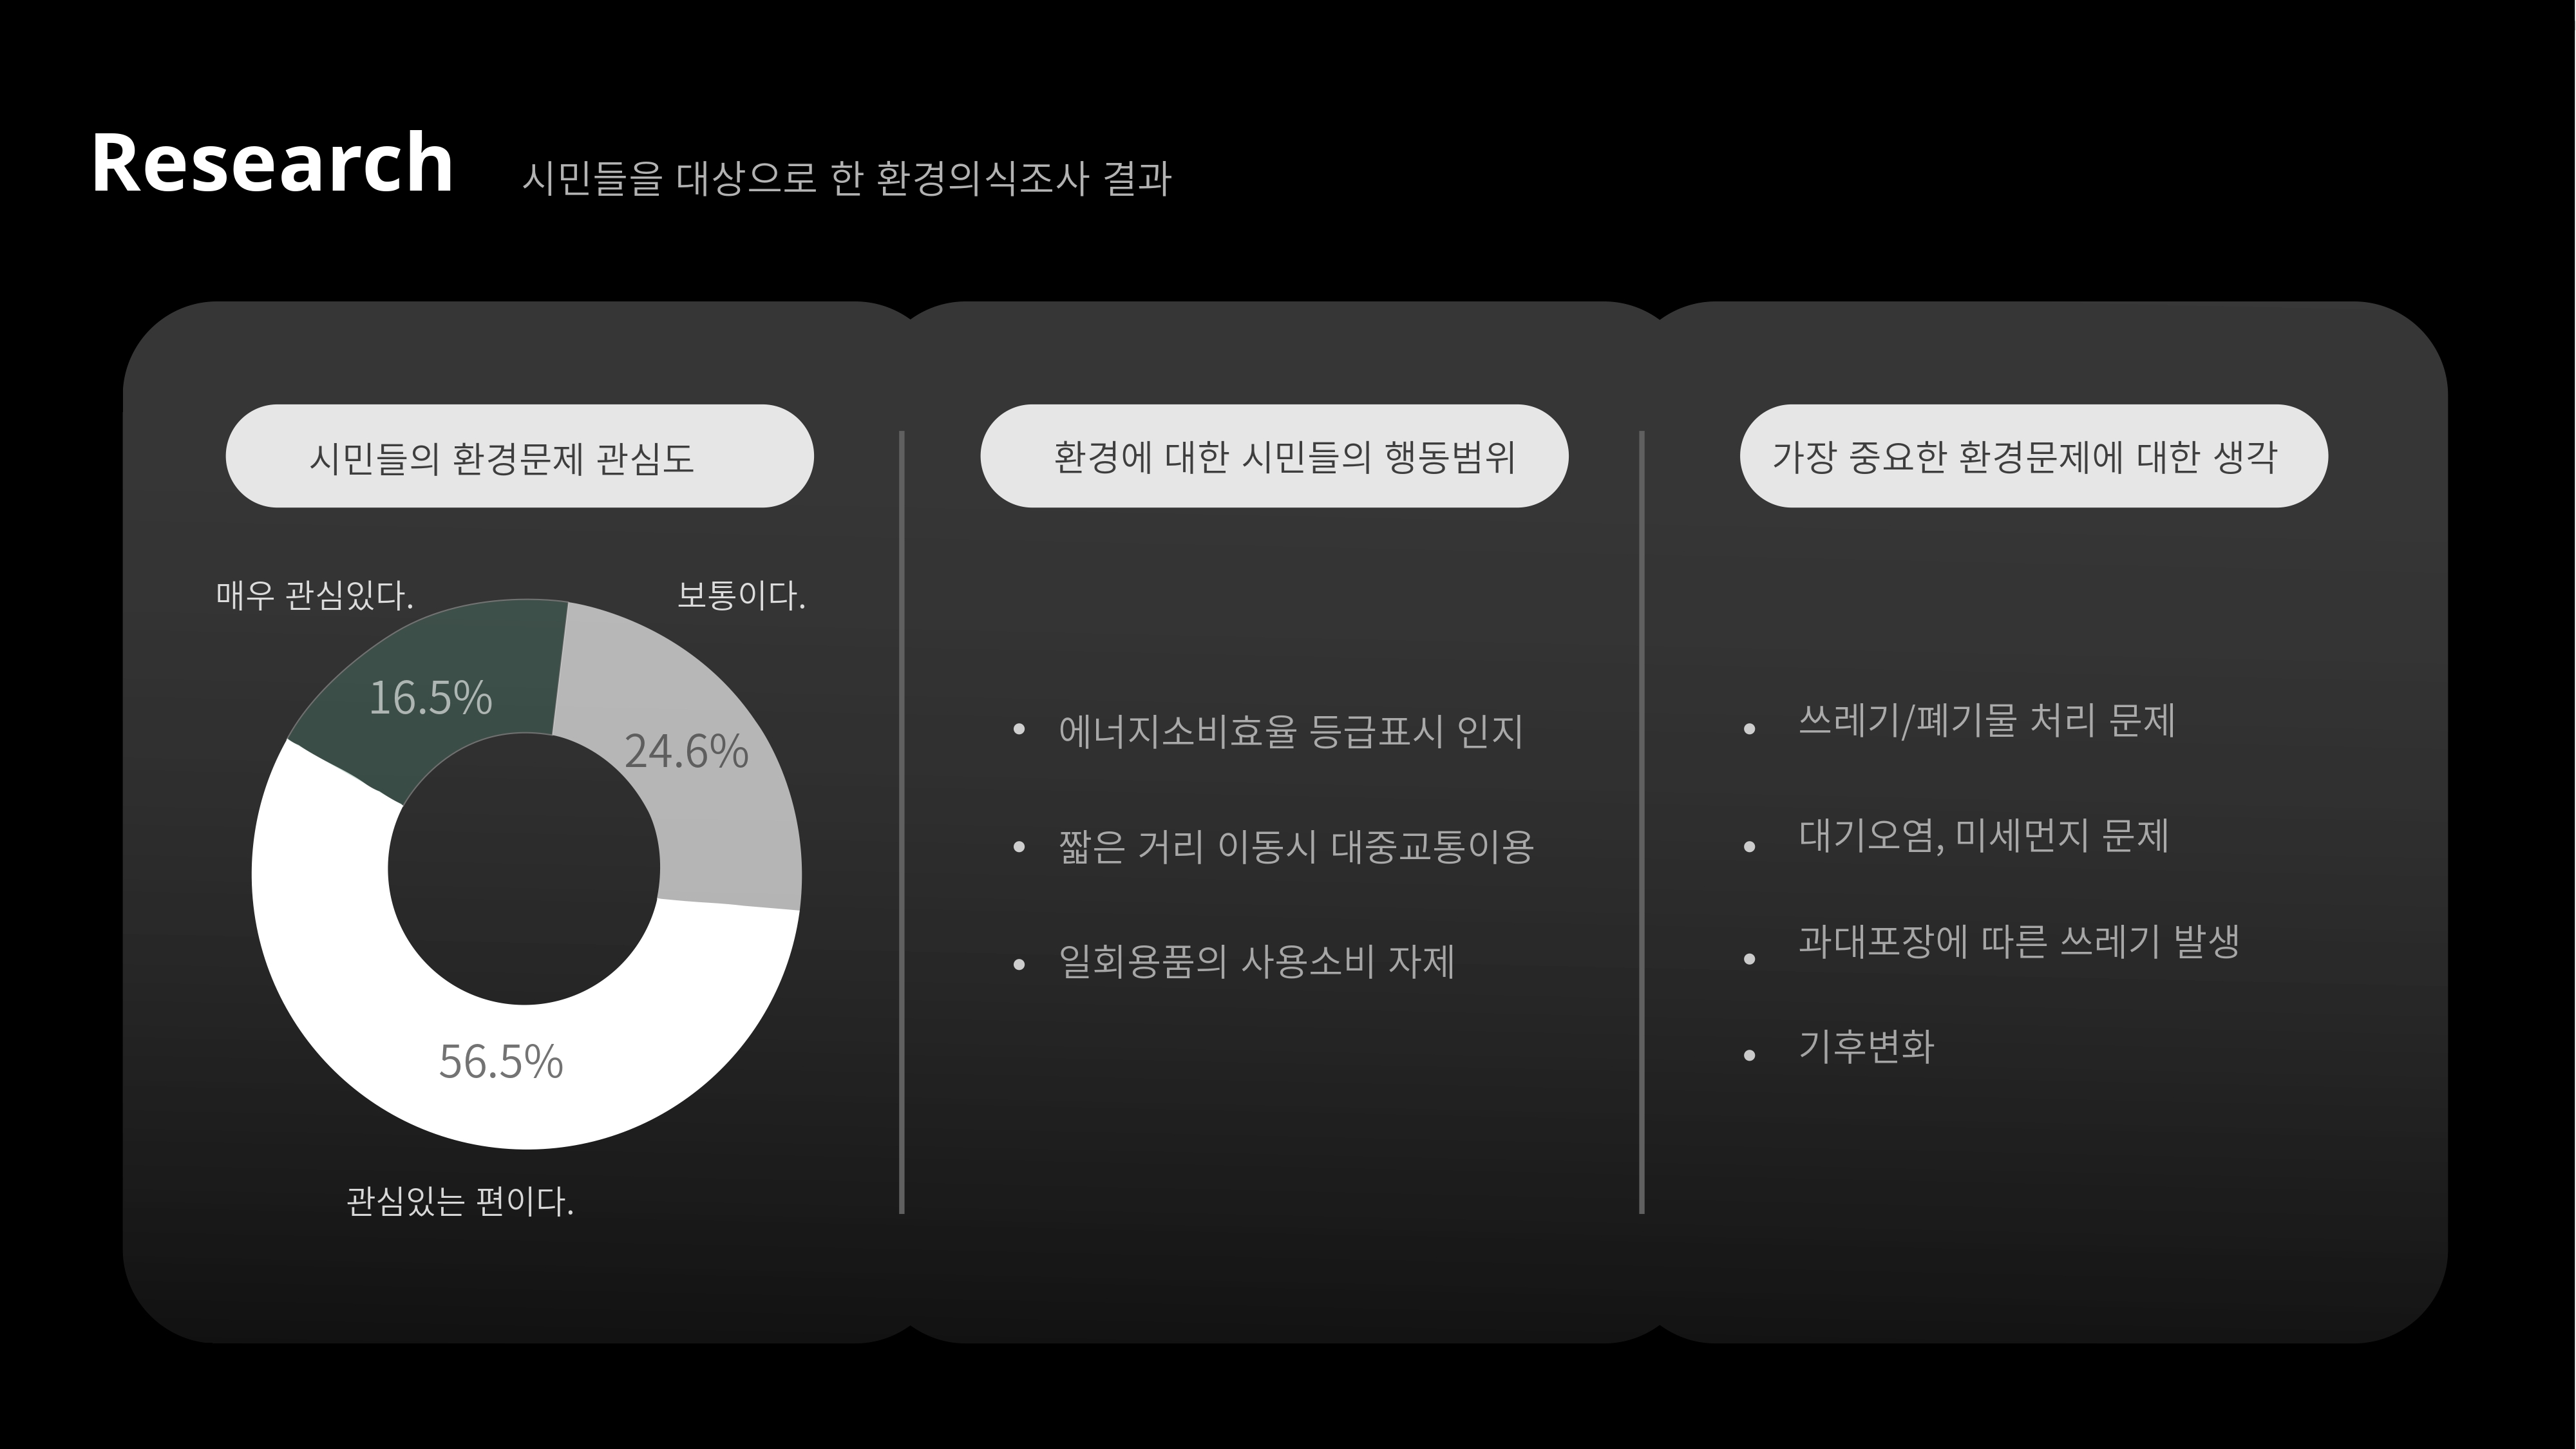 Research
시민들을 대상으로 한 환경의식조사 결과
시민들의 환경문제 관심도
매우 관심있다.
보통이다.
16.5%
24.6%
56.5%
관심있는 편이다.
환경에 대한 시민들의 행동범위
• 에너지소비효율 등급표시 인지
• 짧은 거리 이동시 대중교통이용
• 일회용품의 사용소비 자제
가장 중요한 환경문제에 대한 생각
• 쓰레기/폐기물 처리 문제
• 대기오염, 미세먼지 문제
• 과대포장에 따른 쓰레기 발생
• 기후변화